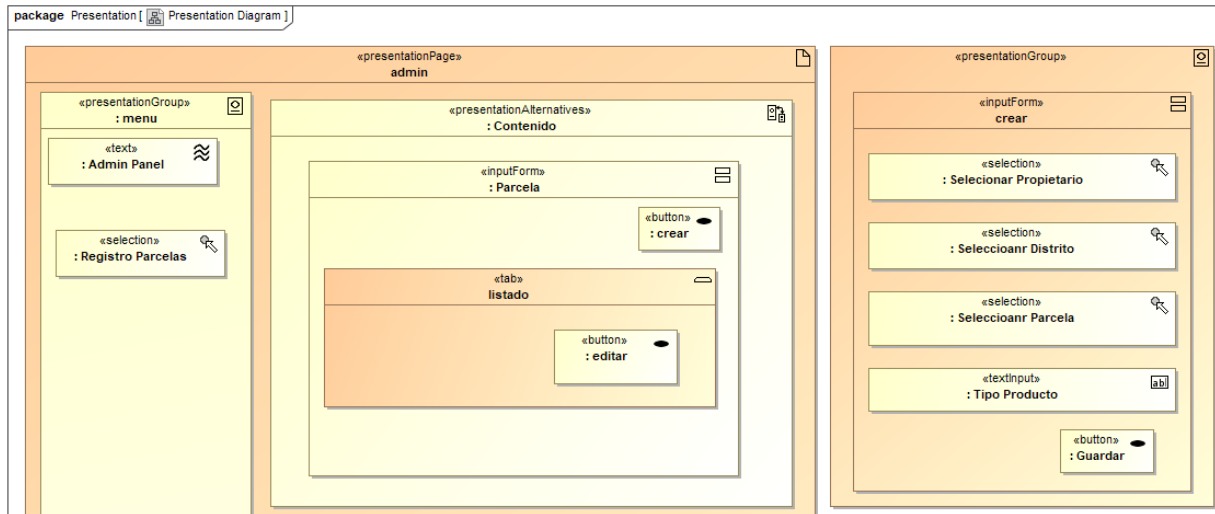 package Presentation [ Presentation Diagram ]
«presentationPage»
admin
«presentationGroup»
: menu
«text»
: Admin Panel
«selection»
: Registro Parcelas
«presentationAlternatives»
: Contenido
«inputForm»
: Parcela
«button»
: crear
«tab»
listado
«button»
: editar
«presentationGroup»
«inputForm»
crear
«selection»
: Selecionar Propietario
«selection»
: Seleccioanr Distrito
«selection»
: Seleccioanr Parcela
«textInput»
: Tipo Producto
ab|
«button»
: Guardar